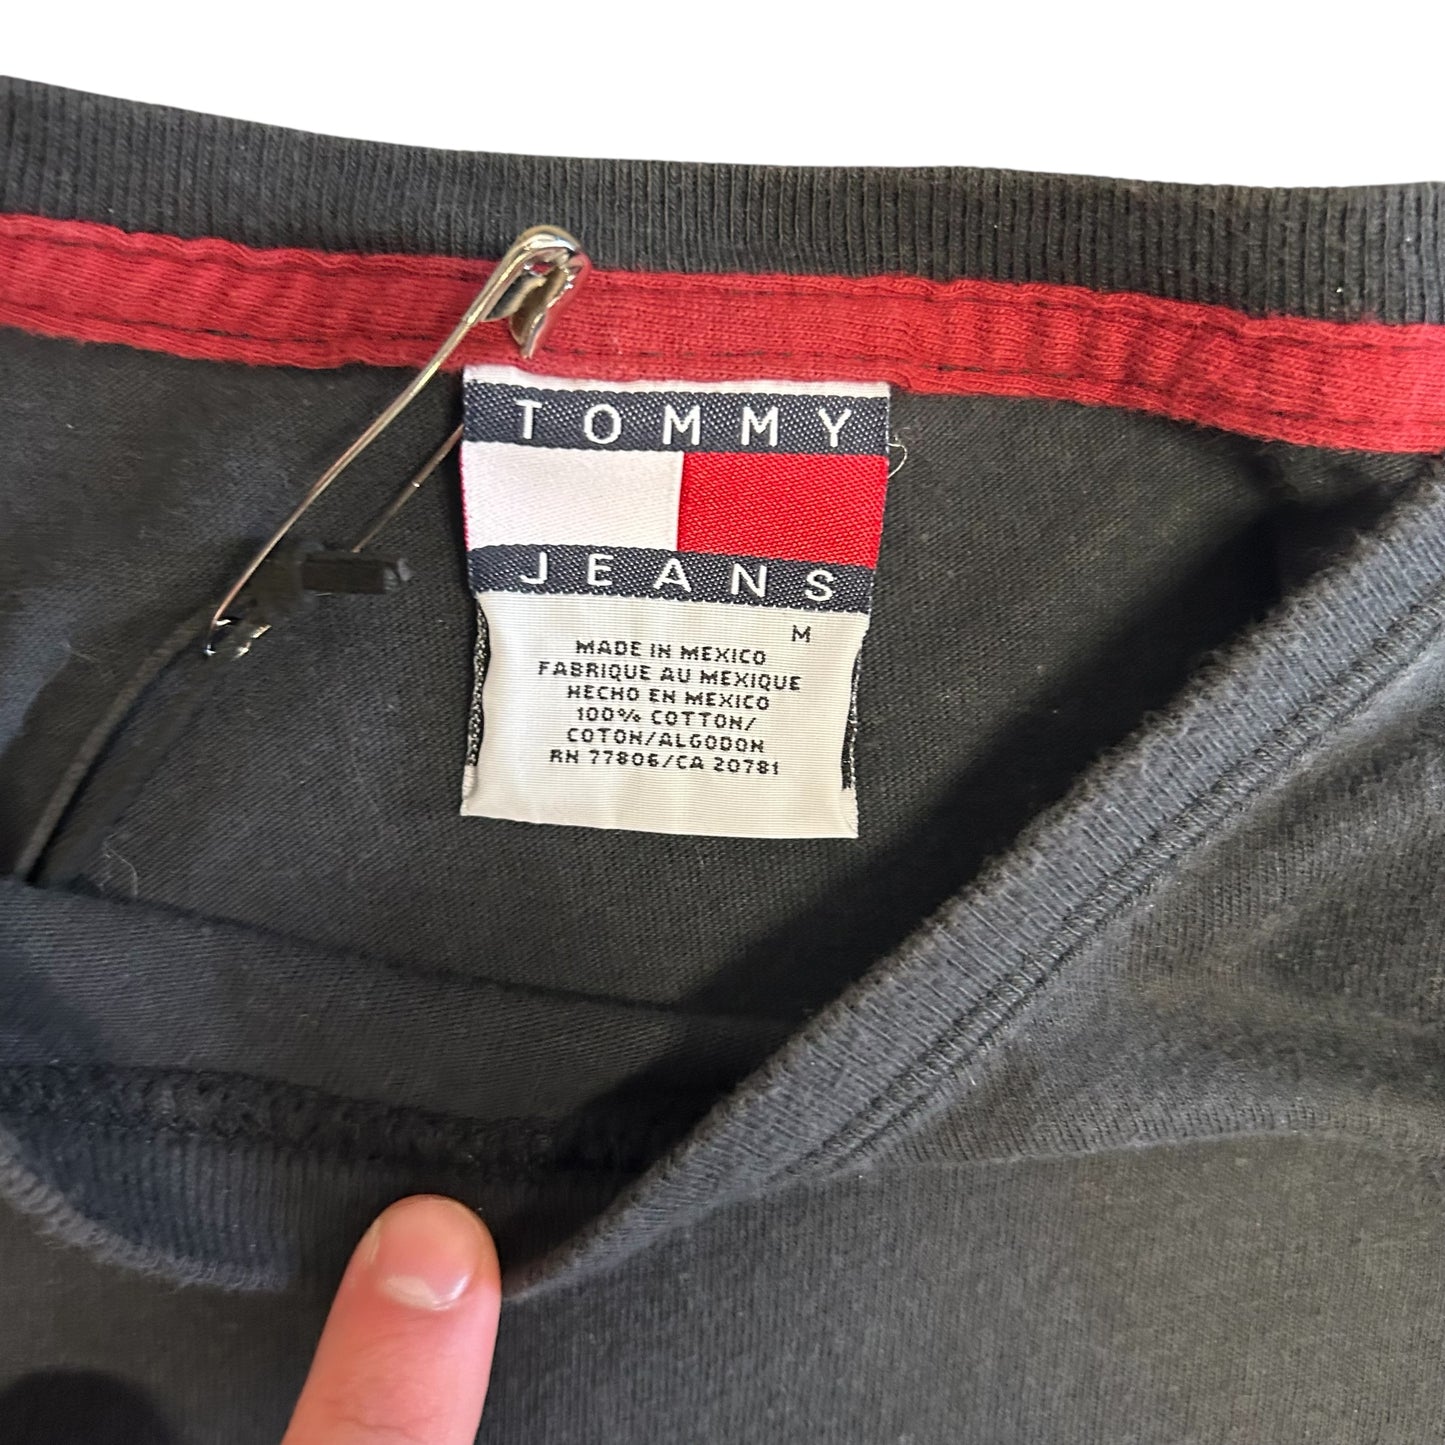 TOMMY
JEANS
M
MADE IN MEXICO
FABRIQUE AU MEXIQUE
HECHO EN MEXICO
100% COTTON/
COTON/ALGODON
RN 77806/CA 20781